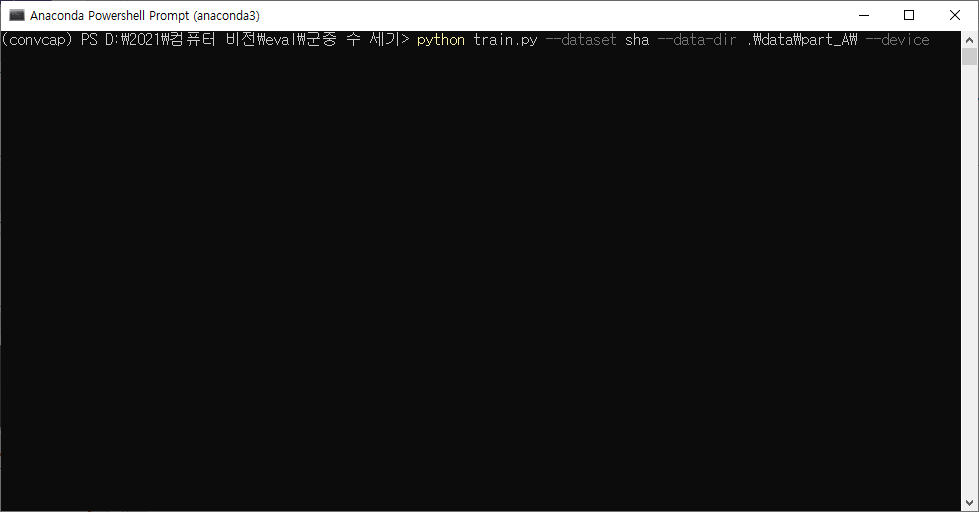 Anaconda Powershell Prompt (anaconda3)
(convcap) PS D:₩2021₩컴퓨터 비전₩eval₩군중 수 세기> python train.py --dataset sha --data-dir .₩data₩part_A₩ --device